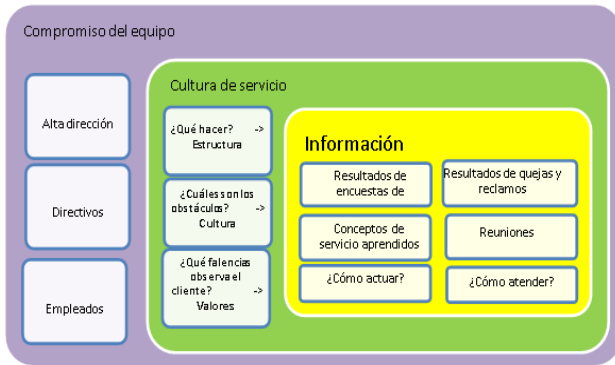 Compromiso del equipo
Alta dirección
Directivos
Empleados
Cultura de servicio
¿Qué hacer? ->
Estructura
¿Cuáles son los
obstáculos? ->
Cultura
¿Qué falencias
observa el
cliente? ->
Valores
Información
Resultados de
encuestas de
Resultados de quejas y
reclamos
Conceptos de
servicio aprendidos
Reuniones
¿Cómo actuar?
¿Cómo atender?